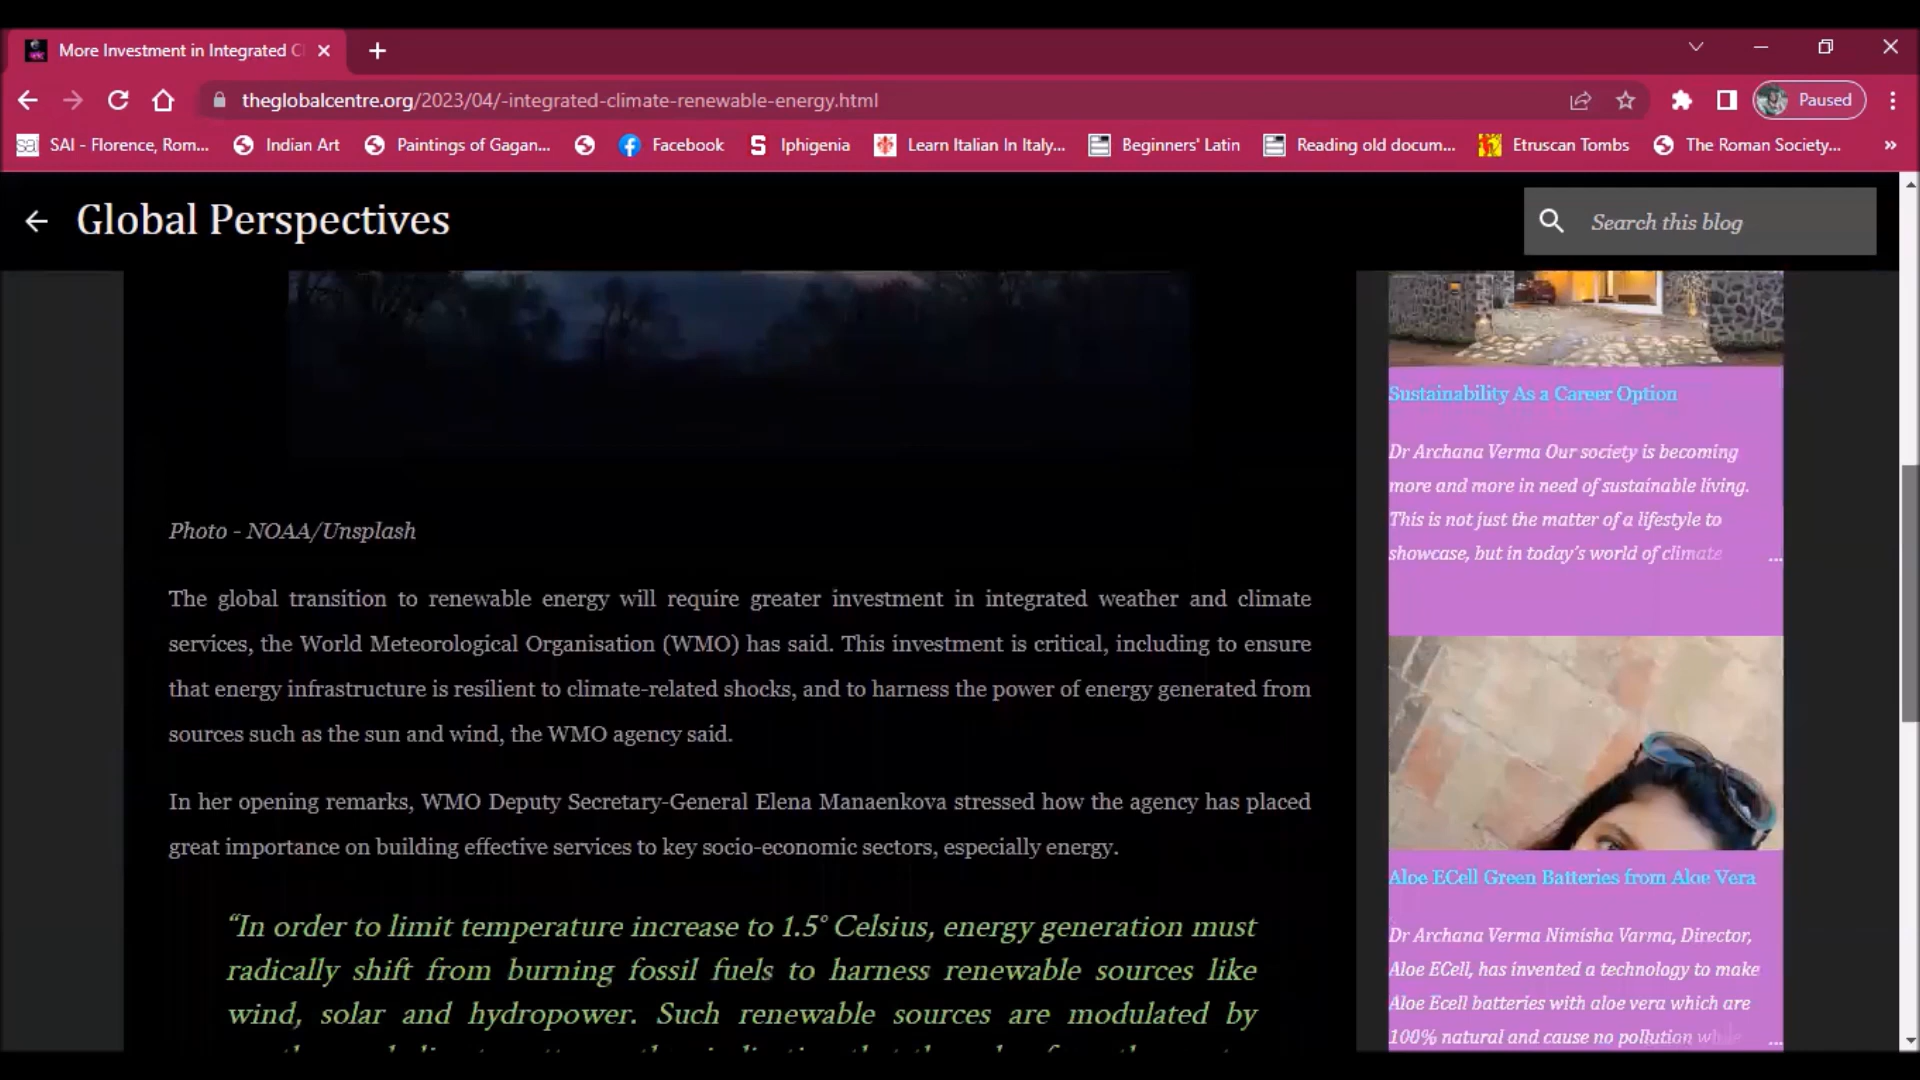 More Investment in Integrated C
theglobalcentre.org/2023/04/-integrated-climate-renewable-energy.html
Paused
SAI - Florence, Rom...
Indian Art
Paintings of Gagan...
Facebook
Iphigenia
Learn Italian In Italy...
Beginners' Latin
Reading old docum...
Etruscan Tombs
The Roman Society...
»
Global Perspectives
Search this blog
Photo - NOAA/Unsplash
The global transition to renewable energy will require greater investment in integrated weather and climate
services, the World Meteorological Organisation (WMO) has said. This investment is critical, including to ensure
that energy infrastructure is resilient to climate-related shocks, and to harness the power of energy generated from
sources such as the sun and wind, the WMO agency said.
In her opening remarks, WMO Deputy Secretary-General Elena Manaenkova stressed how the agency has placed
great importance on building effective services to key socio-economic sectors, especially energy.
“In order to limit temperature increase to 1.5° Celsius, energy generation must
radically shift from burning fossil fuels to harness renewable sources like
wind, solar and hydropower. Such renewable sources are modulated by
Sustainability As a Career Option
Dr Archana Verma Our society is becoming
more and more in need of sustainable living.
This is not just the matter of a lifestyle to
showcase, but in today's world of climate
...
Aloe ECell Green Batteries from Aloe Vera
Dr Archana Verma Nimisha Varma, Director,
Aloe ECell, has invented a technology to make
Aloe Ecell batteries with aloe vera which are
100% natural and cause no pollution
...